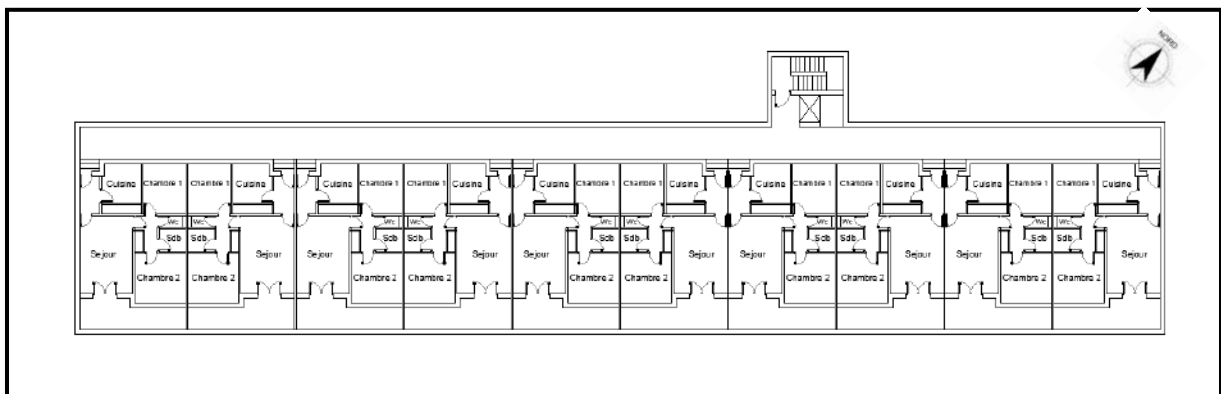 NORD
Cuisine Chambre 1 Chambre 1 Cuisine Cuisine Chambre 1 Chambre 1 Cuisine Cuisine Chambre 1 Chambre 1 Cuisine Cuisine Chambre 1 Chambre 1 Cuisine Cuisine Chambre 1 Chambre 1 Cuisine
Wc Wc Wc Wc Wc Wc Wc Wc Wc Wc
Sdb Sdb Sdb Sdb Sdb Sdb Sdb Sdb Sdb Sdb
Sejour Sejour Sejour Sejour Sejour Sejour Sejour Sejour Sejour Sejour
Chambre 2 Chambre 2 Chambre 2 Chambre 2 Chambre 2 Chambre 2 Chambre 2 Chambre 2 Chambre 2 Chambre 2